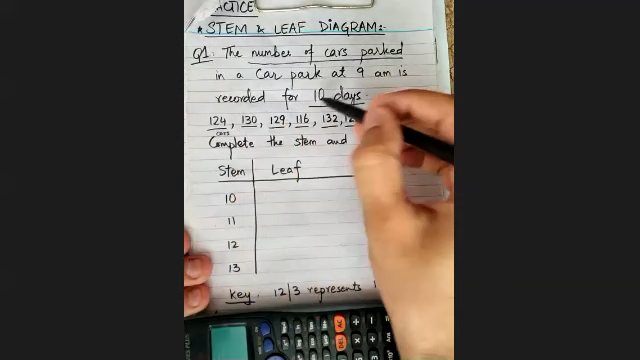 PRACTICE
* STEM & LEAF DIAGRAM:-
Q1: The number of cars parked
in a car park at 9 am is
recorded for 10 days.
124, 130, 129, 116, 132,
cars
Complete the stem and
Stem Leaf
10
11
12
13
Key: 12/3 represents